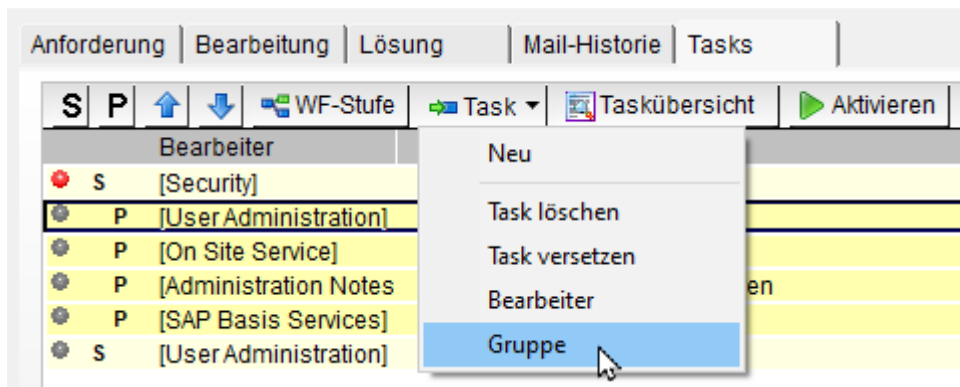 Anforderung Bearbeitung Lösung Mail-Historie Tasks
S P WF-Stufe Task Taskübersicht Aktivieren
Bearbeiter
S [Security]
P [User Administration]
P [On Site Service]
P [Administration Notes en
P [SAP Basis Services]
S [User Administration]
Neu
Task löschen
Task versetzen
Bearbeiter
Gruppe